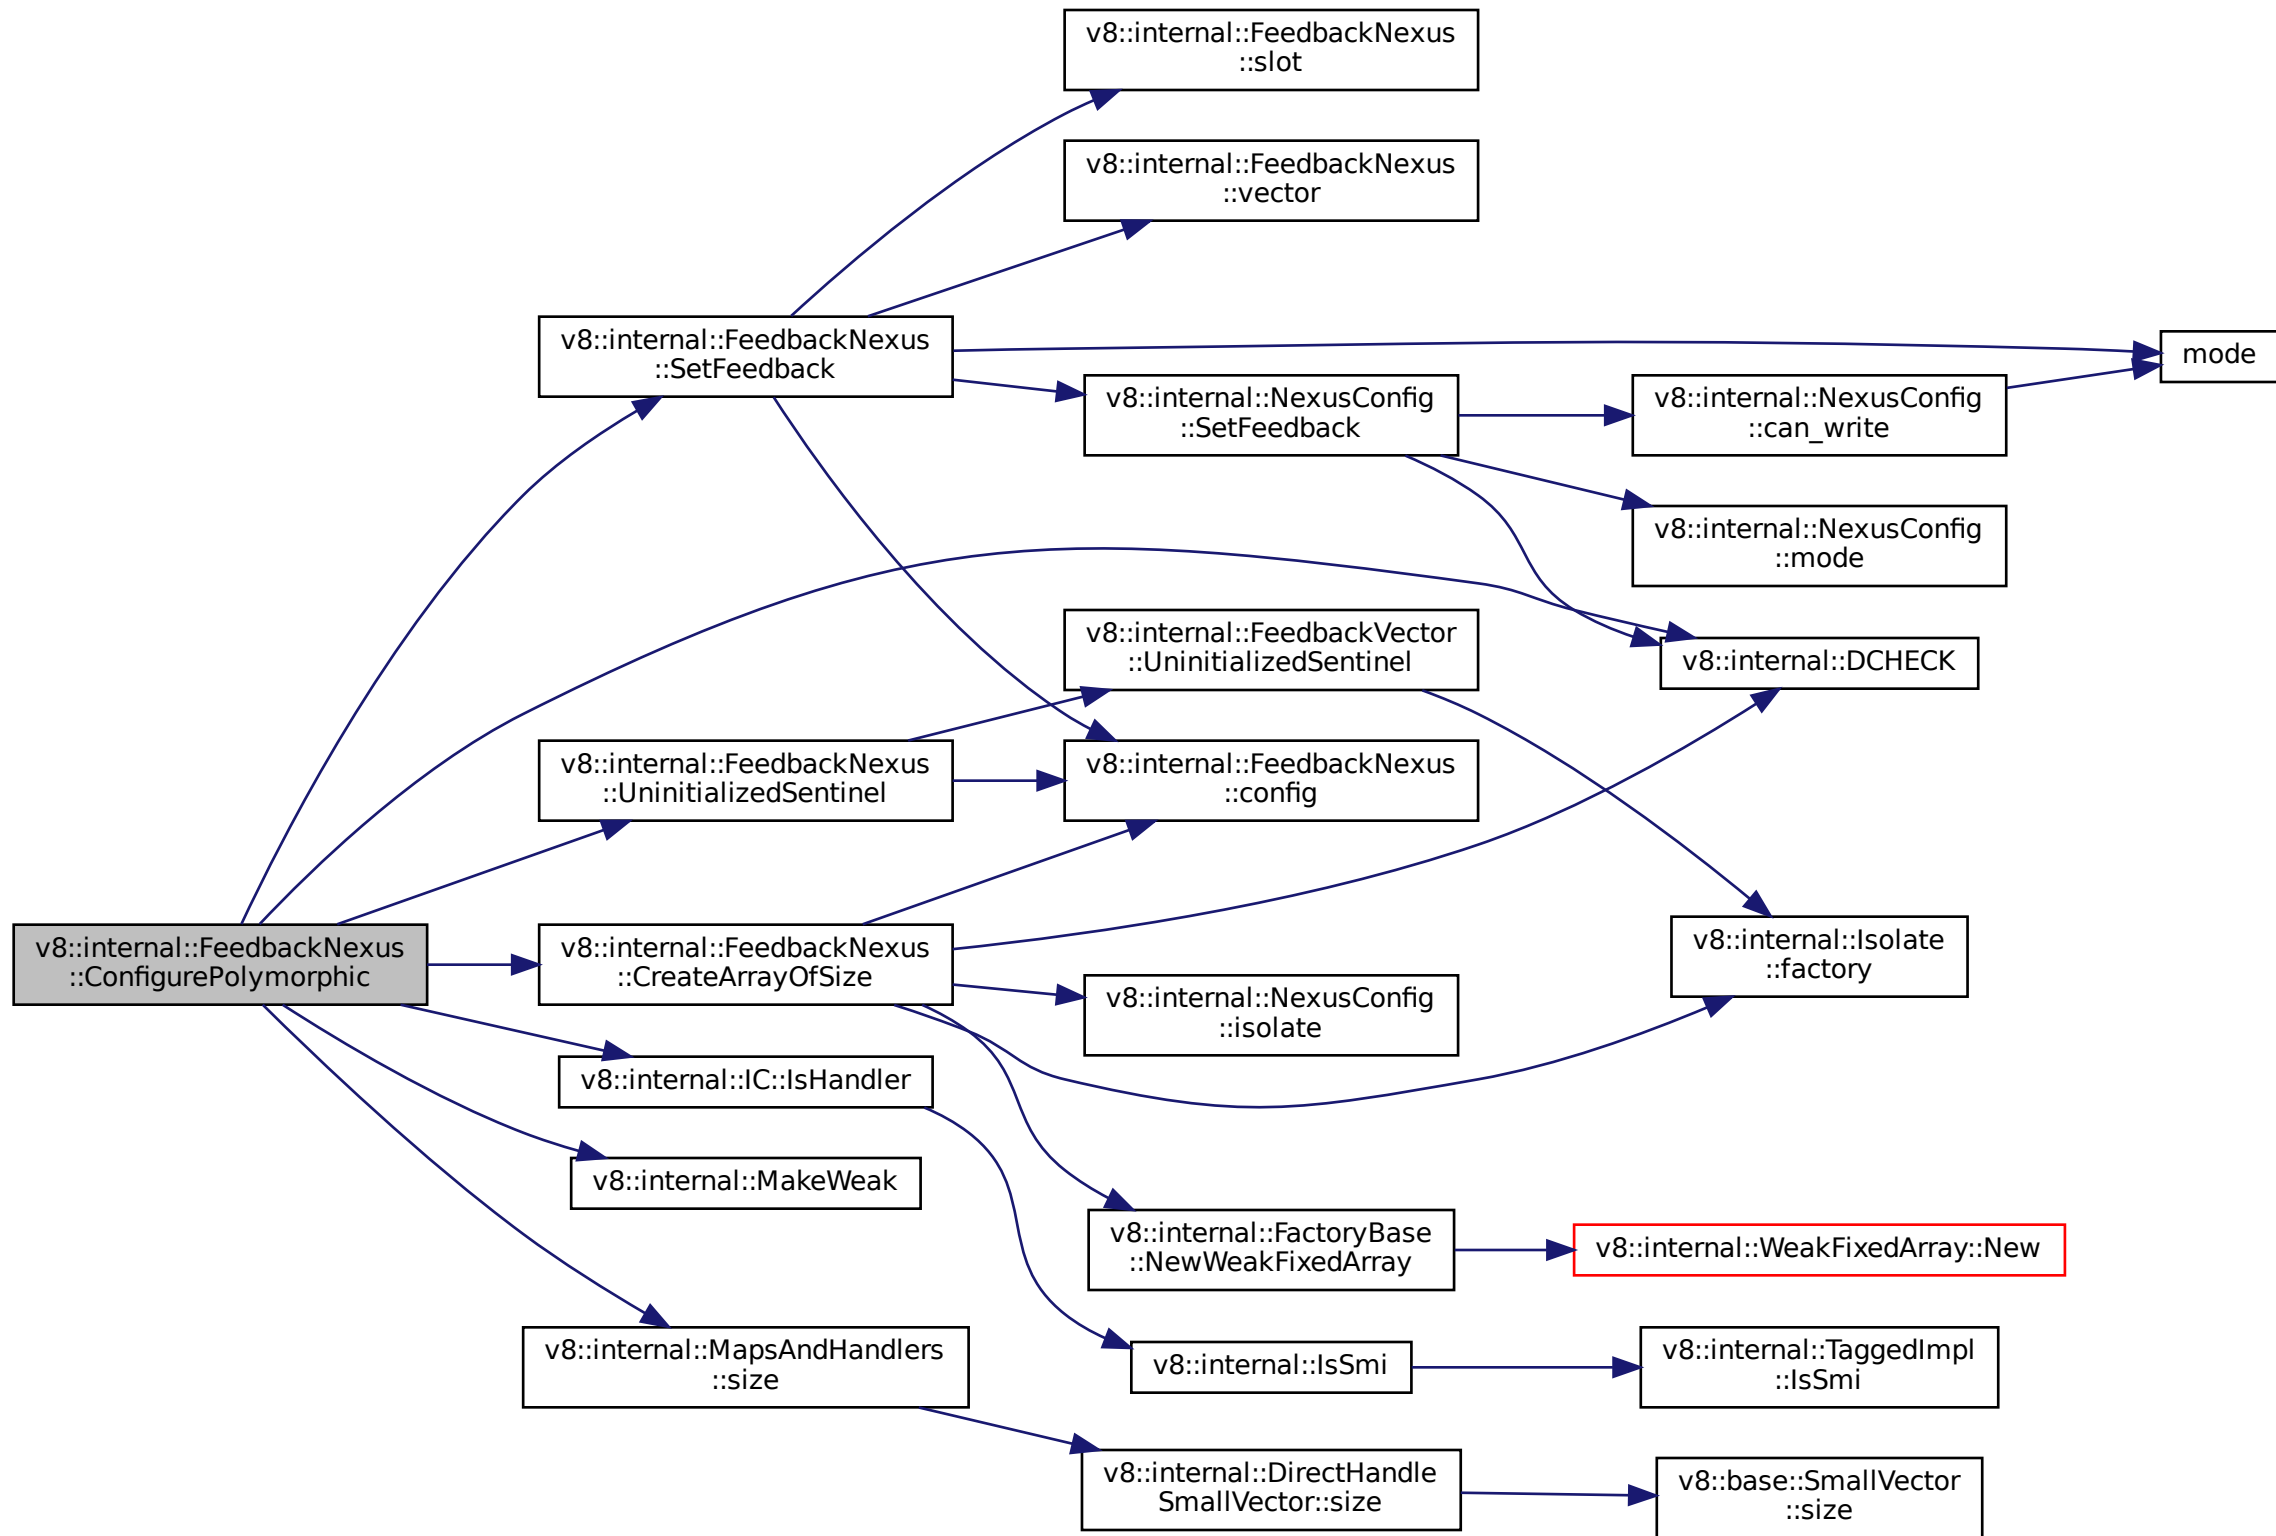 v8::internal::FeedbackNexus
::slot
v8::internal::FeedbackNexus
::vector
v8::internal::FeedbackNexus
::SetFeedback
mode
v8::internal::NexusConfig
::SetFeedback
v8::internal::NexusConfig
::can_write
v8::internal::NexusConfig
::mode
v8::internal::FeedbackVector
::UninitializedSentinel
v8::internal::DCHECK
v8::internal::FeedbackNexus
::UninitializedSentinel
v8::internal::FeedbackNexus
::config
v8::internal::FeedbackNexus
::ConfigurePolymorphic
v8::internal::FeedbackNexus
::CreateArrayOfSize
v8::internal::Isolate
::factory
v8::internal::NexusConfig
::isolate
v8::internal::IC::IsHandler
v8::internal::MakeWeak
v8::internal::FactoryBase
::NewWeakFixedArray
v8::internal::WeakFixedArray::New
v8::internal::MapsAndHandlers
::size
v8::internal::IsSmi
v8::internal::TaggedImpl
::IsSmi
v8::internal::DirectHandle
SmallVector::size
v8::base::SmallVector
::size